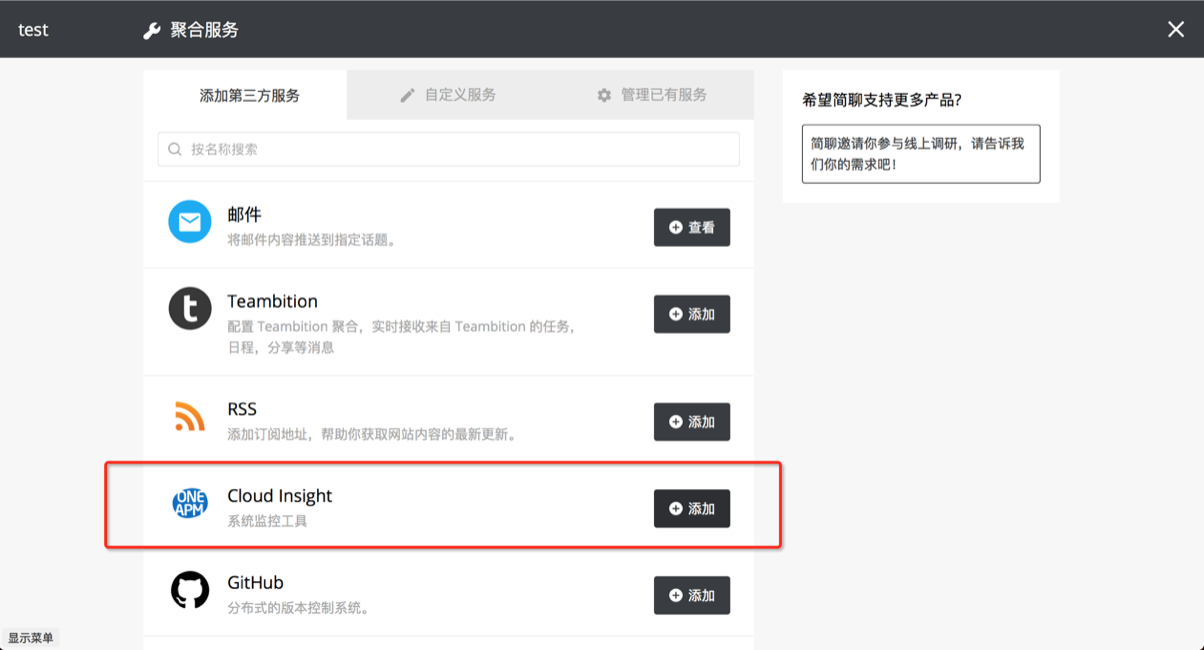 test
聚合服务
添加第三方服务
自定义服务
管理已有服务
按名称搜索
邮件
将邮件内容推送到指定话题。
查看
Teambition
配置 Teambition 聚合，实时接收来自 Teambition 的任务，
日程，分享等消息
添加
RSS
添加订阅地址，帮助你获取网站内容的最新更新。
添加
ONE
APM
Cloud Insight
系统监控工具
添加
GitHub
分布式的版本控制系统。
添加
希望简聊支持更多产品?
简聊邀请你参与线上调研，请告诉我
们你的需求吧!
显示菜单